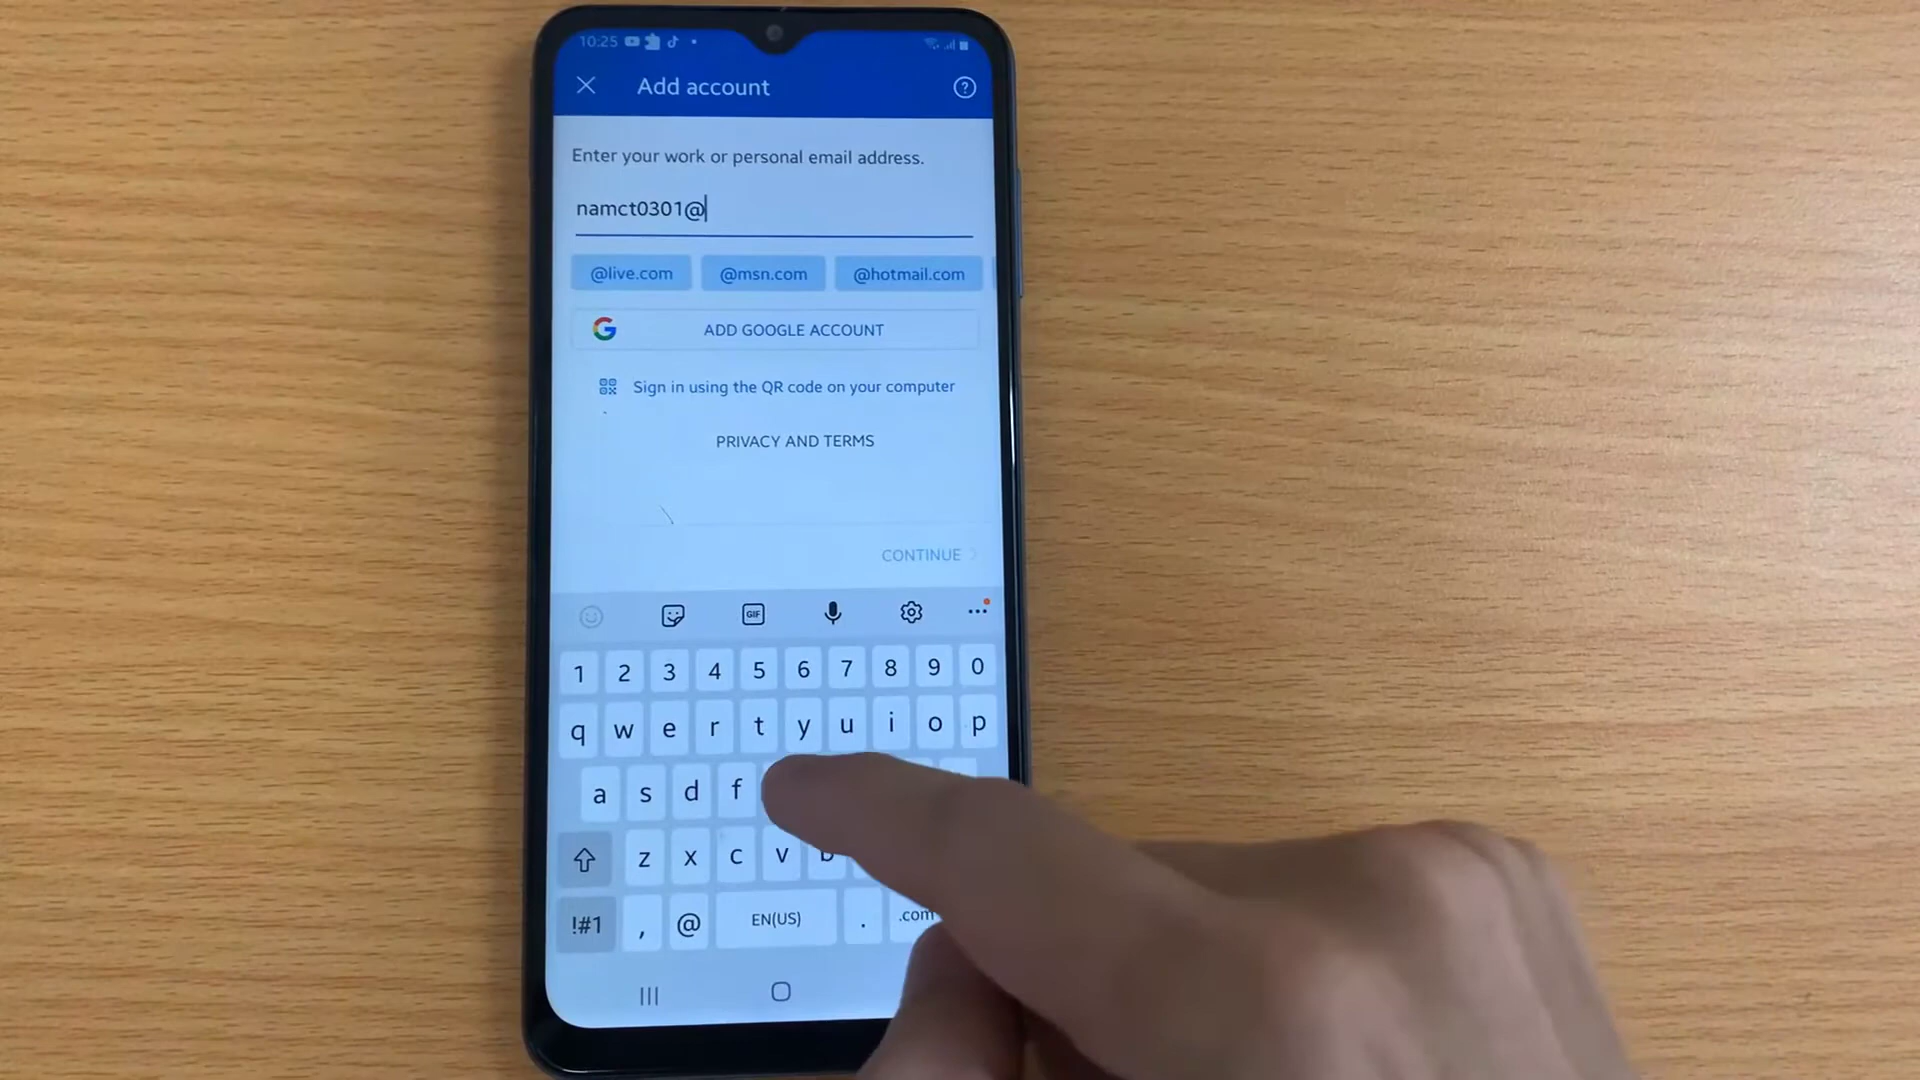 10:25
Add account
Enter your work or personal email address.
namct0301@
@live.com @msn.com @hotmail.com
ADD GOOGLE ACCOUNT
Sign in using the QR code on your computer
PRIVACY AND TERMS
CONTINUE
GIF
1 2 3 4 5 6 7 8 9 0
q w e r t y u i o p
a s d f
z x c v b
!#1 , @ EN(US) . .com